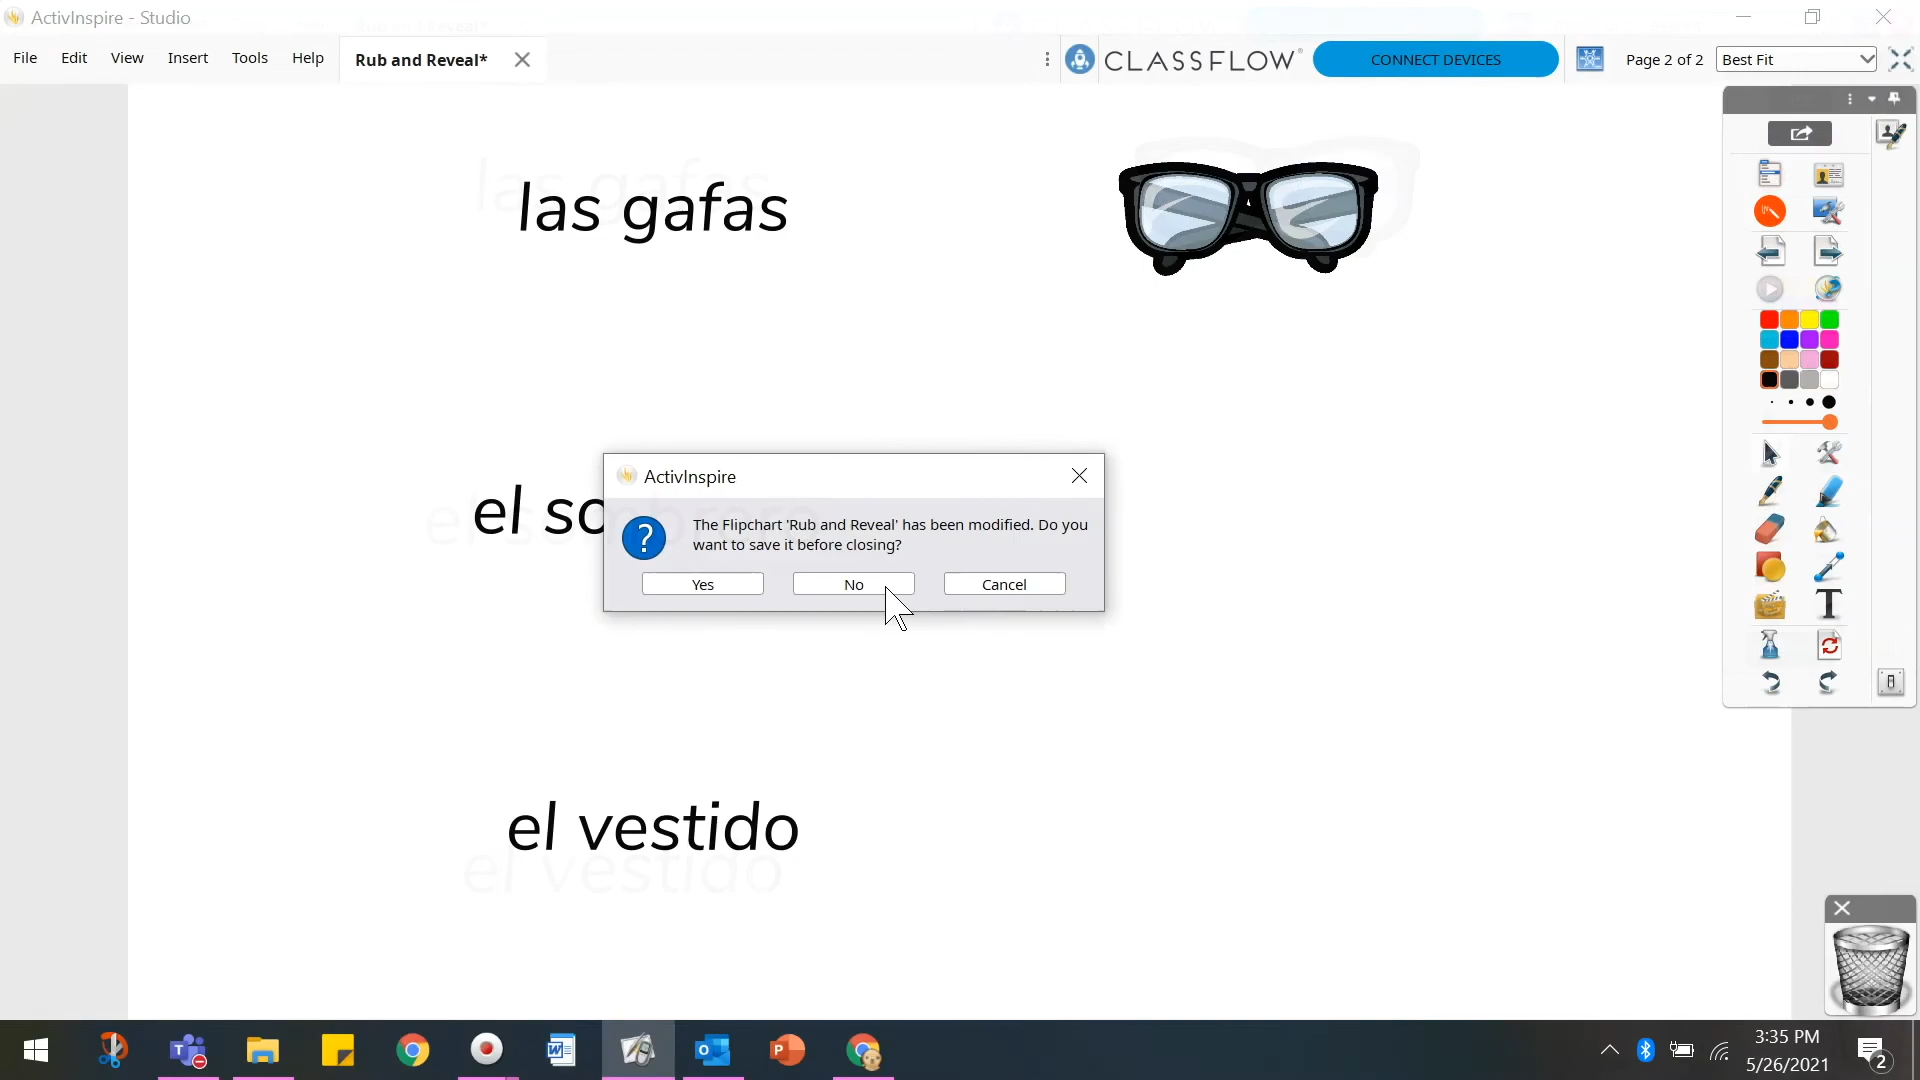 ActivInspire - Studio
File Edit View Insert Tools Help Rub and Reveal*
CLASSFLOW CONNECT DEVICES Page 2 of 2 Best Fit
las gafas
ActivInspire
The Flipchart 'Rub and Reveal' has been modified. Do you
want to save it before closing?
Yes No Cancel
el so
el vestido
el vestido
3:35 PM
5/26/2021
2